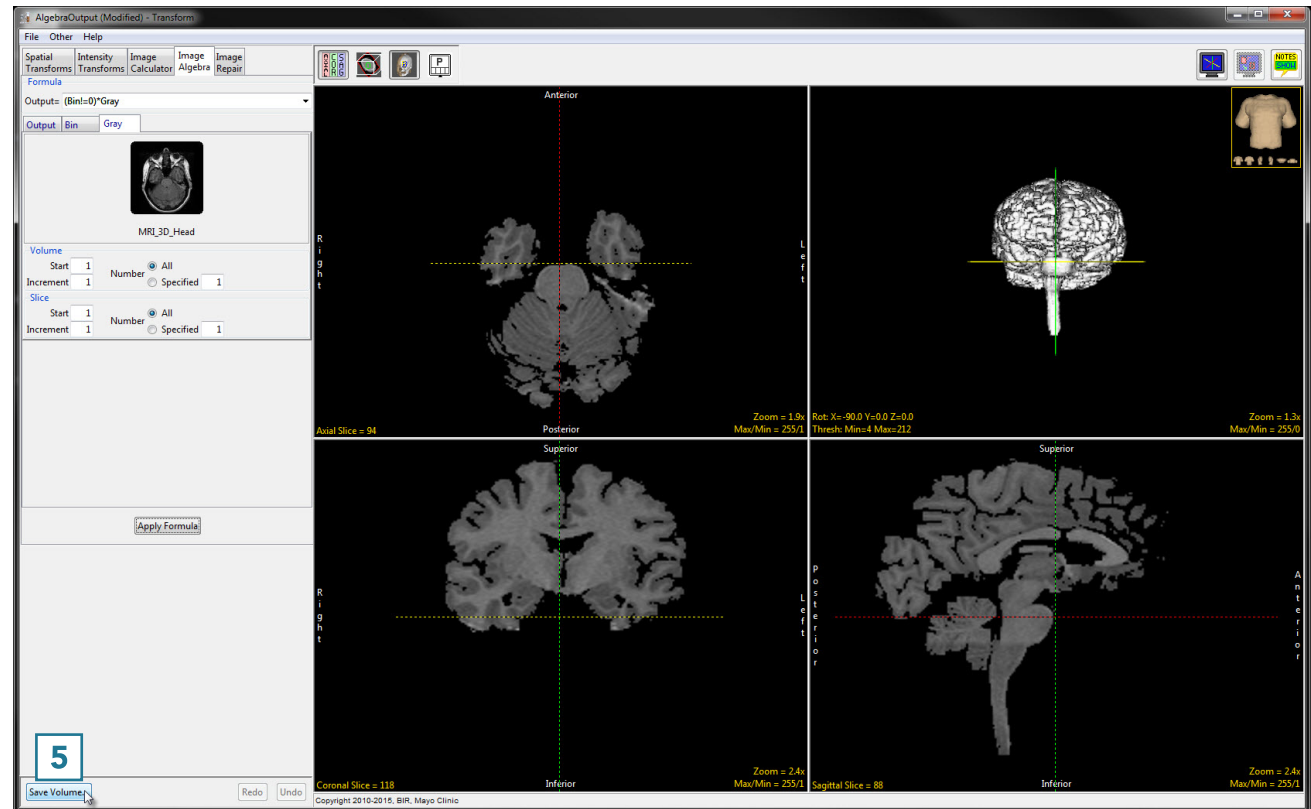 AlgebraOutput (Modified) - Transform
File Other Help
Spatial Transforms
Intensity Transforms
Image Calculator
Image Algebra
Image Repair
Formula
Output= (Bin!=0)*Gray
Output Bin Gray
MRI_3D_Head
Volume
Start 1
Increment 1
Number
All
Specified 1
Slice
Start 1
Increment 1
Number
All
Specified 1
Apply Formula
5
Save Volume...
Redo Undo
AXIAL
COR
SAG
P
NOTES
SHOW
Anterior
Right
Left
Axial Slice = 94
Posterior
Zoom = 1.9x
Max/Min = 255/1
Rot: X=-90.0 Y=0.0 Z=0.0
Thresh: Min=4 Max=212
Zoom = 1.3x
Max/Min = 255/0
Superior
Right
Left
Coronal Slice = 118
Inferior
Zoom = 2.4x
Max/Min = 255/1
Superior
Posterior
Anterior
Sagittal Slice = 88
Inferior
Zoom = 2.4x
Max/Min = 255/1
Copyright 2010-2015, BIR, Mayo Clinic